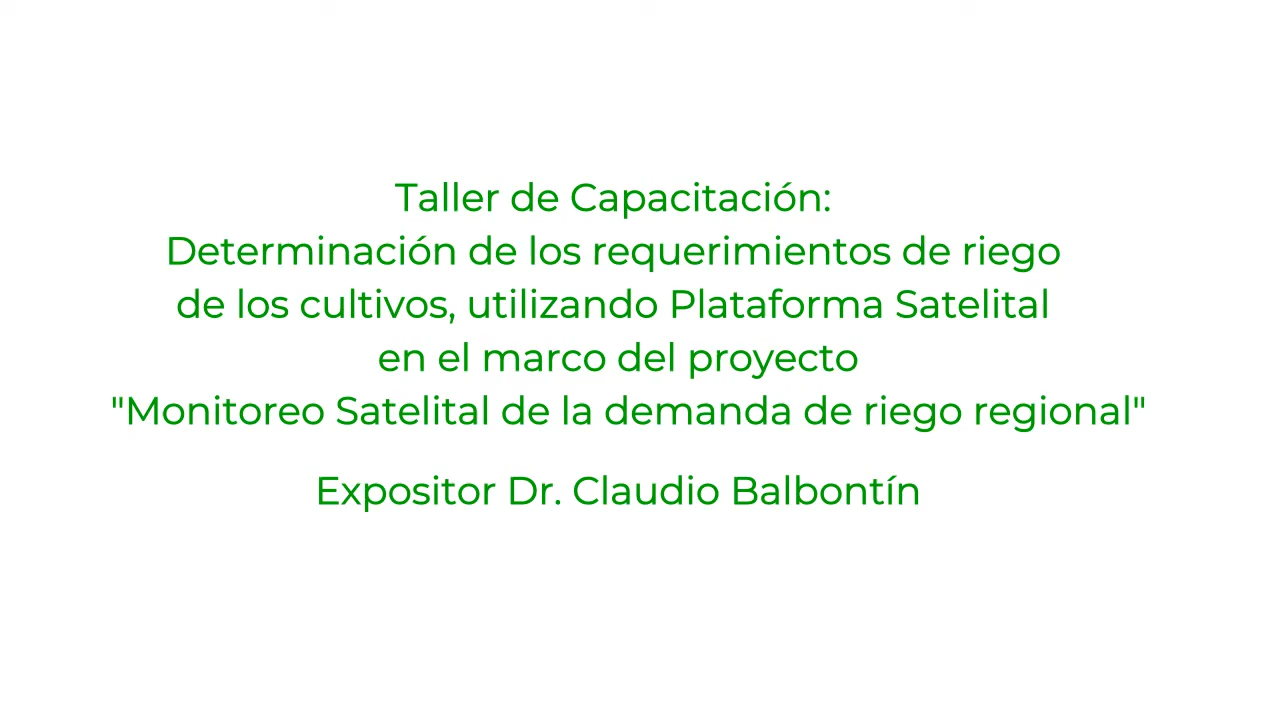 Taller de Capacitación:
Determinación de los requerimientos de riego
de los cultivos, utilizando Plataforma Satelital
en el marco del proyecto
"Monitoreo Satelital de la demanda de riego regional"
Expositor Dr. Claudio Balbontín